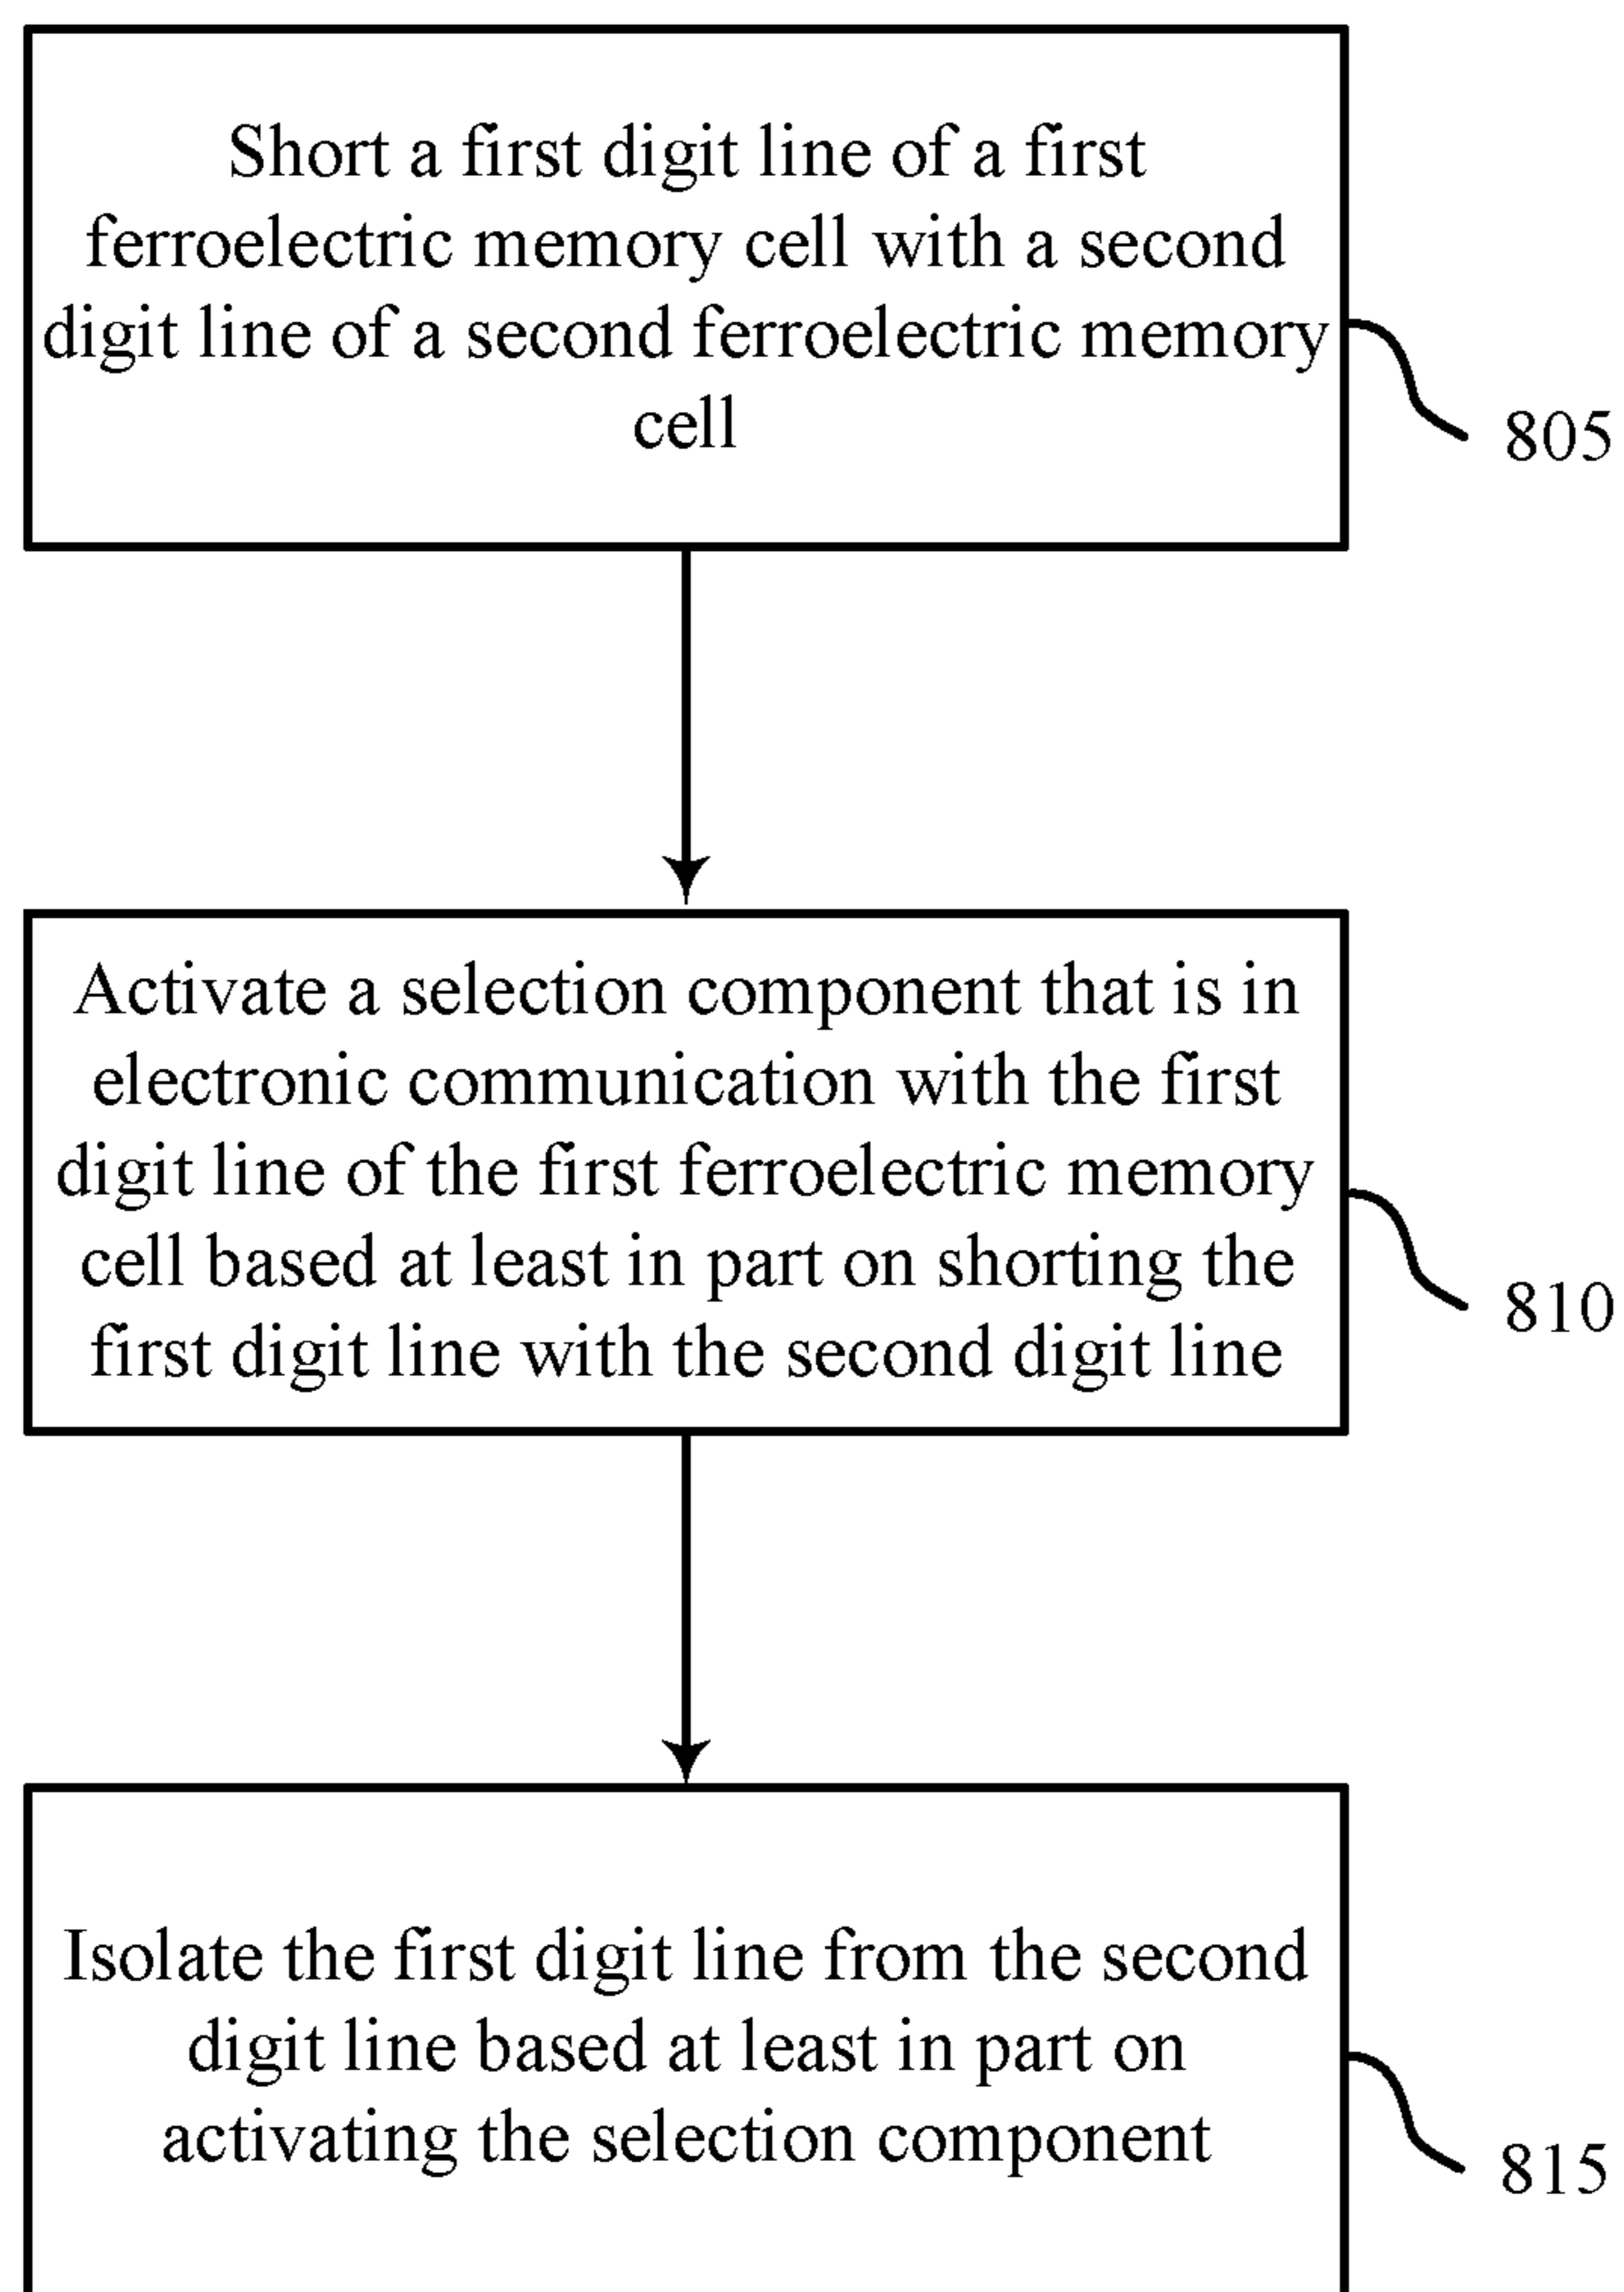 Short a first digit line of a first
ferroelectric memory cell with a second
digit line of a second ferroelectric memory
cell
805
Activate a selection component that is in
electronic communication with the first
digit line of the first ferroelectric memory
cell based at least in part on shorting the
first digit line with the second digit line
810
Isolate the first digit line from the second
digit line based at least in part on
activating the selection component
815